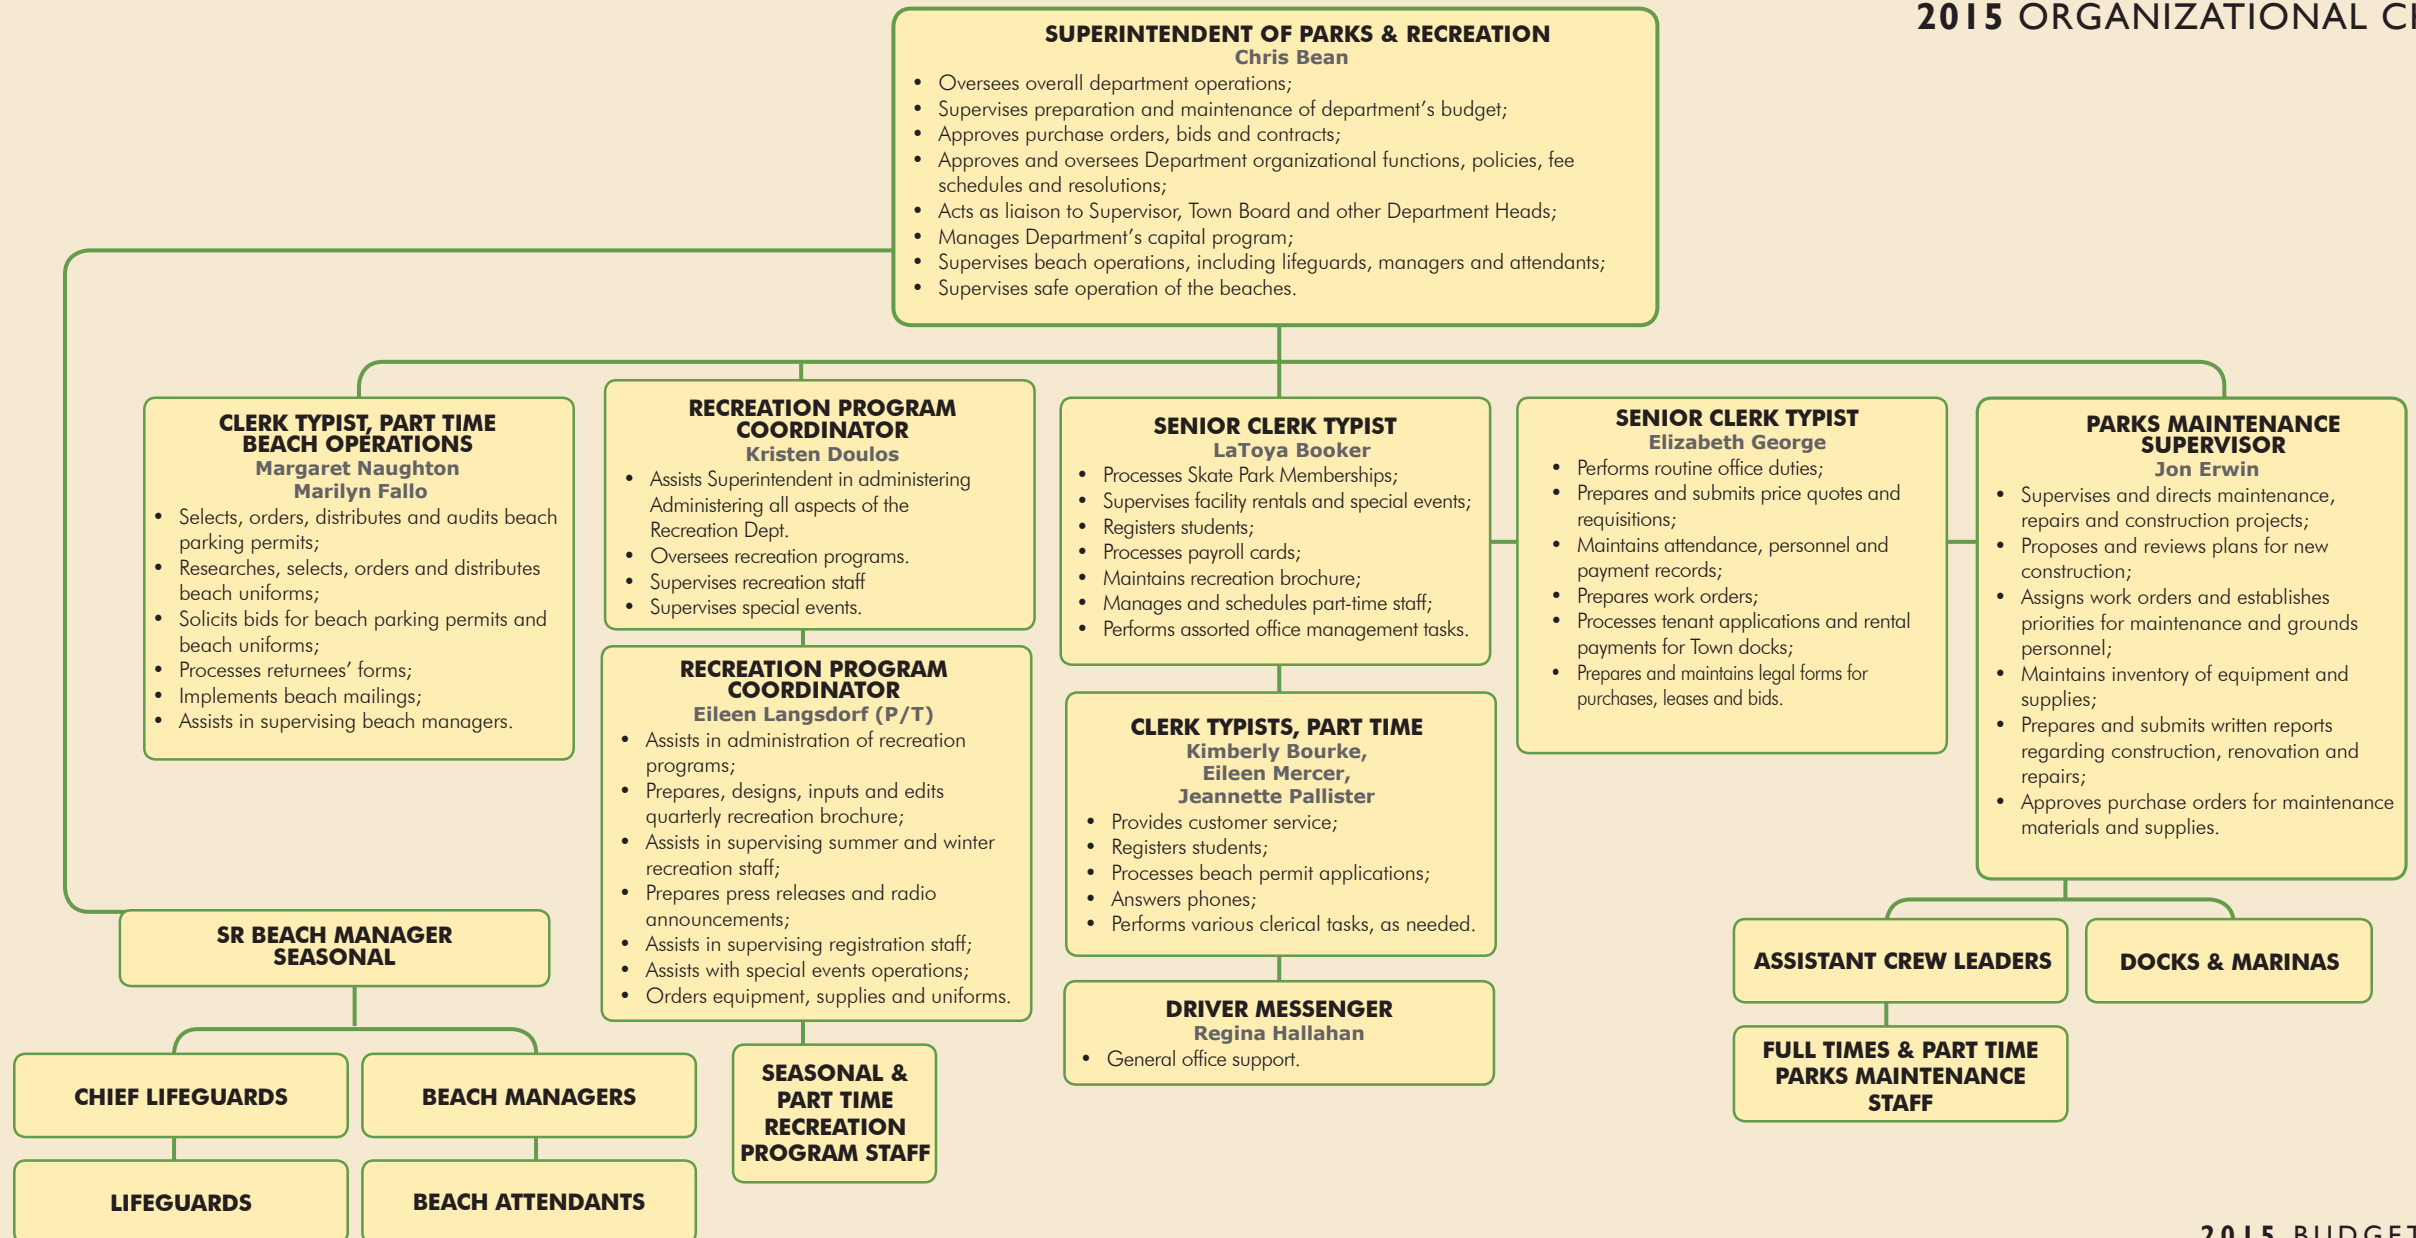 2015 ORGANIZATIONAL
SUPERINTENDENT OF PARKS & RECREATION
Chris Bean
• Oversees overall department operations;
• Supervises preparation and maintenance of department's budget;
• Approves purchase orders, bids and contracts;
• Approves and oversees Department organizational functions, policies, fee
schedules and resolutions;
• Acts as liaison to Supervisor, Town Board and other Department Heads;
• Manages Department's capital program;
• Supervises beach operations, including lifeguards, managers and attendants;
• Supervises safe operation of the beaches.
CLERK TYPIST, PART TIME
BEACH OPERATIONS
Margaret Naughton
Marilyn Fallo
• Selects, orders, distributes and audits beach
parking permits;
• Researches, selects, orders and distributes
beach uniforms;
• Solicits bids for beach parking permits and
beach uniforms;
• Processes returnees' forms;
• Implements beach mailings;
• Assists in supervising beach managers.
RECREATION PROGRAM
COORDINATOR
Kristen Doulos
• Assists Superintendent in administering
Administering all aspects of the
Recreation Dept.
• Oversees recreation programs.
• Supervises recreation staff
• Supervises special events.
RECREATION PROGRAM
COORDINATOR
Eileen Langsdorf (P/T)
• Assists in administration of recreation
programs;
• Prepares, designs, inputs and edits
quarterly recreation brochure;
• Assists in supervising summer and winter
recreation staff;
• Prepares press releases and radio
announcements;
• Assists in supervising registration staff;
• Assists with special events operations;
• Orders equipment, supplies and uniforms.
SEASONAL &
PART TIME
RECREATION
PROGRAM STAFF
SENIOR CLERK TYPIST
LaToya Booker
• Processes Skate Park Memberships;
• Supervises facility rentals and special events;
• Registers students;
• Processes payroll cards;
• Maintains recreation brochure;
• Manages and schedules part-time staff;
• Performs assorted office management tasks.
CLERK TYPISTS, PART TIME
Kimberly Bourke,
Eileen Mercer,
Jeannette Pallister
• Provides customer service;
• Registers students;
• Processes beach permit applications;
• Answers phones;
• Performs various clerical tasks, as needed.
DRIVER MESSENGER
Regina Hallahan
• General office support.
SENIOR CLERK TYPIST
Elizabeth George
• Performs routine office duties;
• Prepares and submits price quotes and
requisitions;
• Maintains attendance, personnel and
payment records;
• Prepares work orders;
• Processes tenant applications and rental
payments for Town docks;
• Prepares and maintains legal forms for
purchases, leases and bids.
PARKS MAINTENANCE
SUPERVISOR
Jon Erwin
• Supervises and directs maintenance,
repairs and construction projects;
• Proposes and reviews plans for new
construction;
• Assigns work orders and establishes
priorities for maintenance and grounds
personnel;
• Maintains inventory of equipment and
supplies;
• Prepares and submits written reports
regarding construction, renovation and
repairs;
• Approves purchase orders for maintenance
materials and supplies.
ASSISTANT CREW LEADERS
DOCKS & MARINAS
FULL TIMES & PART TIME
PARKS MAINTENANCE
STAFF
SR BEACH MANAGER
SEASONAL
CHIEF LIFEGUARDS
BEACH MANAGERS
LIFEGUARDS
BEACH ATTENDANTS
2015 BUDGET